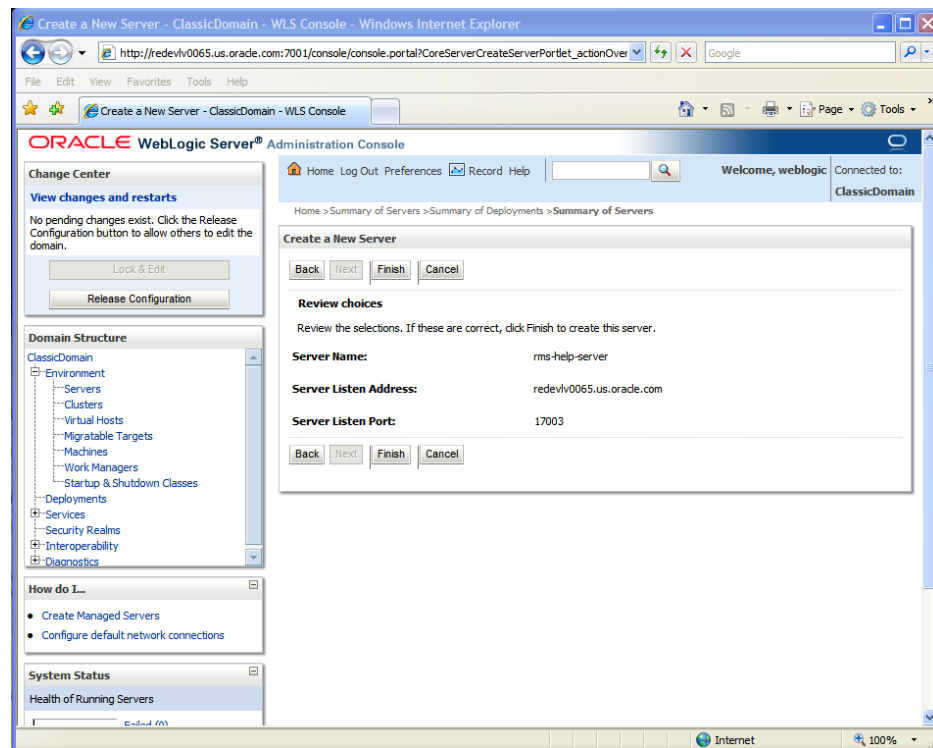 Create a New Server - ClassicDomain - WLS Console - Windows Internet Explorer
http://redevlv0065.us.oracle.com:7001/console/console.portal?CoreServerCreateServerPortlet_actionOver
Google
File Edit View Favorites Tools Help
Create a New Server - ClassicDomain - WLS Console
Page Tools
ORACLE WebLogic Server® Administration Console
Change Center
View changes and restarts
No pending changes exist. Click the Release
Configuration button to allow others to edit the
domain.
Lock & Edit
Release Configuration
Domain Structure
ClassicDomain
Environment
Servers
Clusters
Virtual Hosts
Migratable Targets
Machines
Work Managers
Startup & Shutdown Classes
Deployments
Services
Security Realms
Interoperability
Diagnostics
How do I...
Create Managed Servers
Configure default network connections
System Status
Health of Running Servers
Failed (0)
Home Log Out Preferences Record Help
Welcome, weblogic
Connected to:
ClassicDomain
Home >Summary of Servers >Summary of Deployments >Summary of Servers
Create a New Server
Back Next Finish Cancel
Review choices
Review the selections. If these are correct, click Finish to create this server.
Server Name: rms-help-server
Server Listen Address: redevlv0065.us.oracle.com
Server Listen Port: 17003
Back Next Finish Cancel
Internet
100%